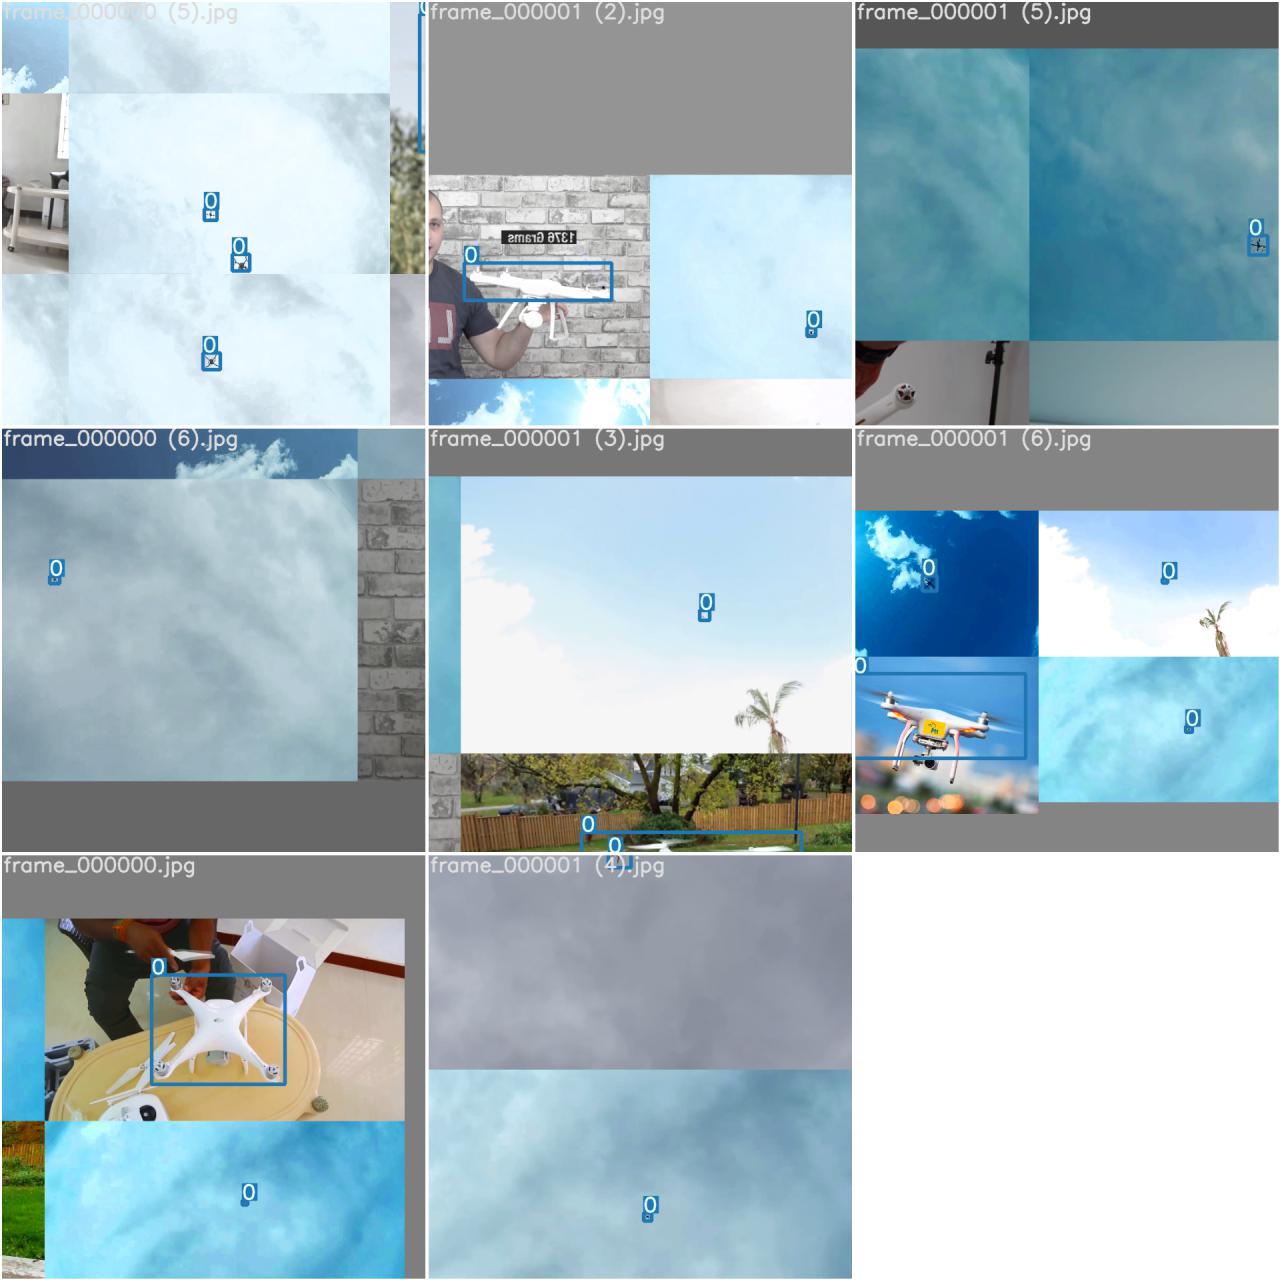 frame_000000 (5).jpg
0
0
0
0
frame_000001 (2).jpg
1376 Grams
0
0
frame_000001 (5).jpg
0
frame_000000 (6).jpg
0
frame_000001 (3).jpg
0
0
0
frame_000001 (6).jpg
0
0
0
0
frame_000000.jpg
0
0
frame_000001 (4).jpg
0